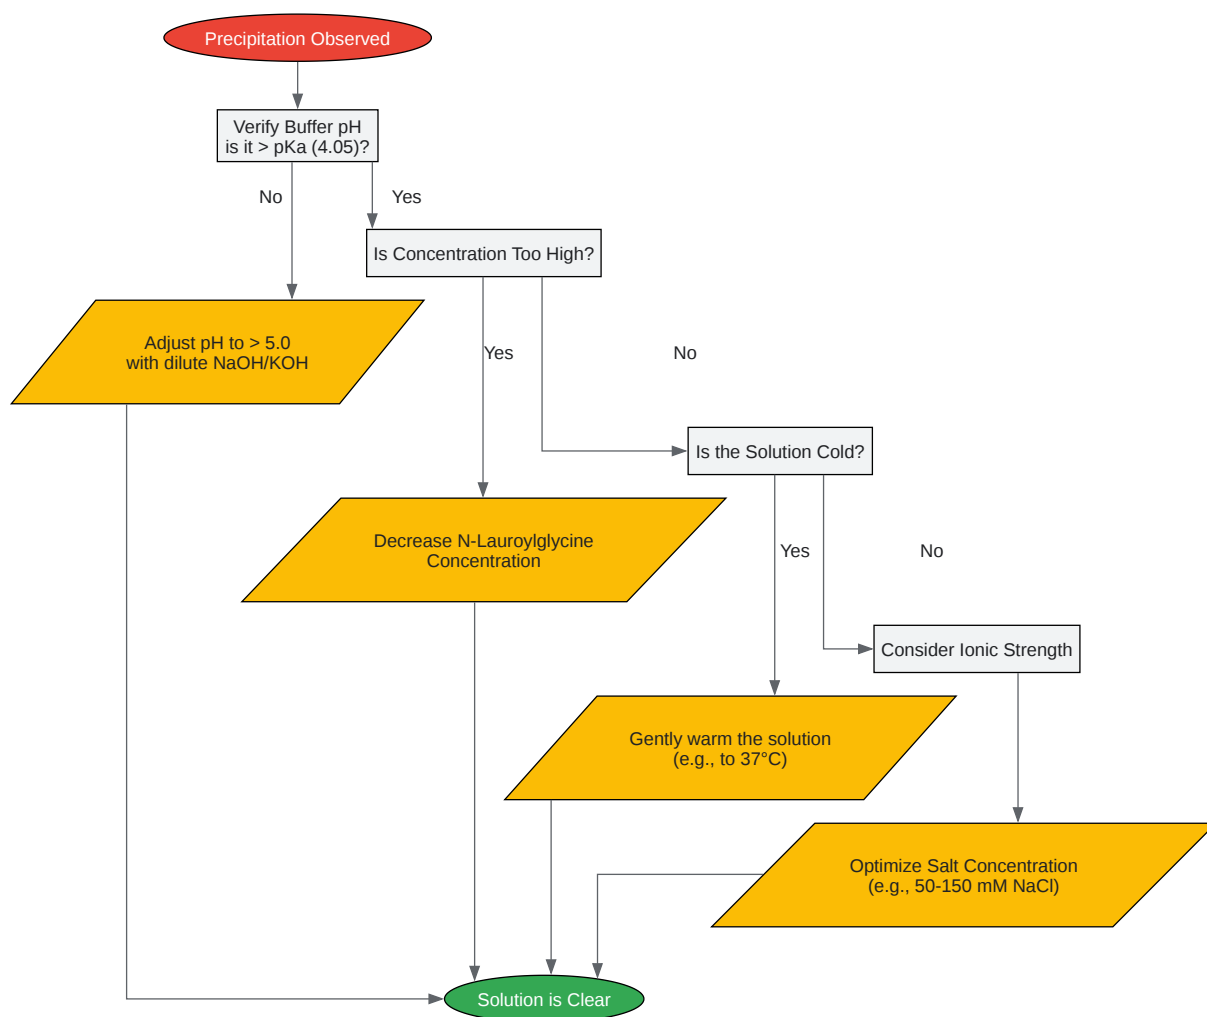 Precipitation Observed
Verify Buffer pH
is it > pKa (4.05)?
No
Yes
Is Concentration Too High?
Adjust pH to > 5.0
with dilute NaOH/KOH
Yes
No
Is the Solution Cold?
Decrease N-Lauroylglycine
Concentration
Yes
No
Consider Ionic Strength
Gently warm the solution
(e.g., to 37°C)
Optimize Salt Concentration
(e.g., 50-150 mM NaCl)
Solution is Clear